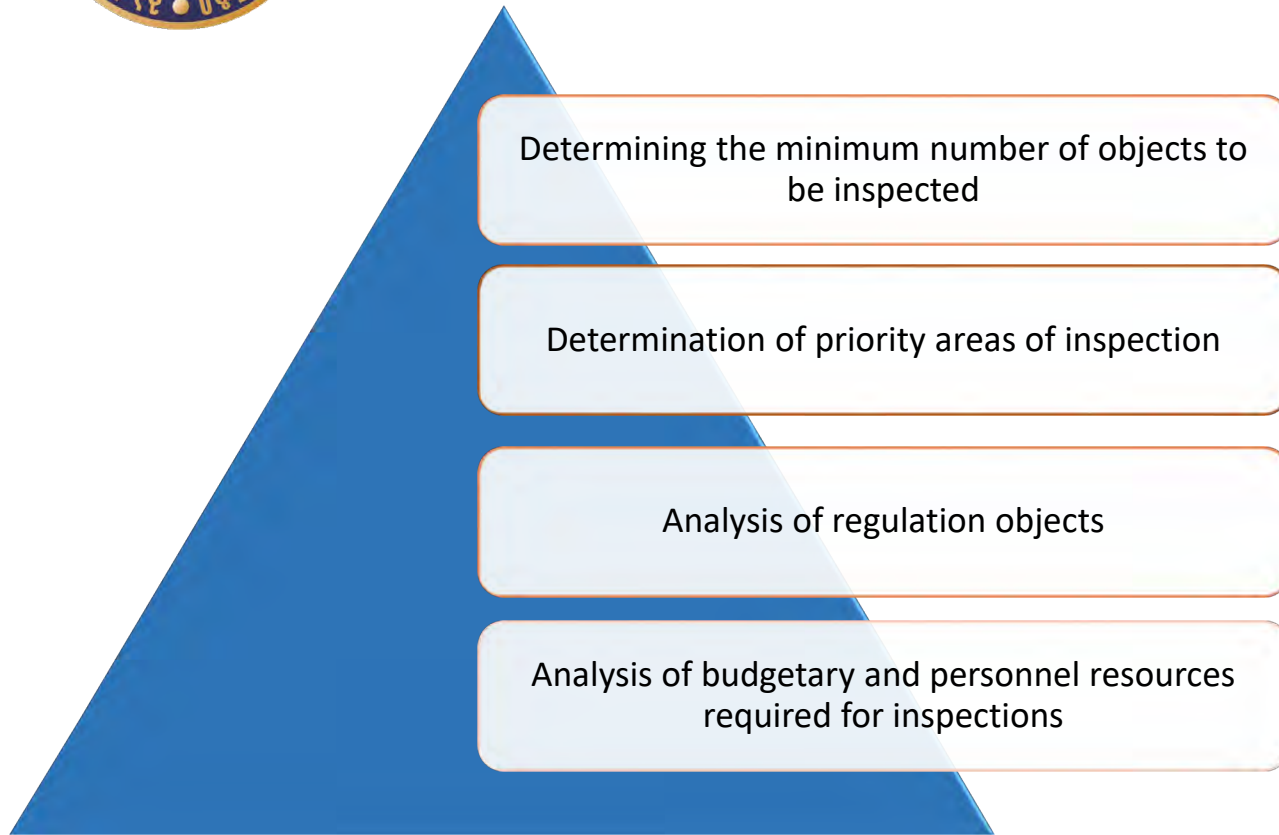 Determining the minimum number of objects to
be inspected
Determination of priority areas of inspection
Analysis of regulation objects
Analysis of budgetary and personnel resources
required for inspections